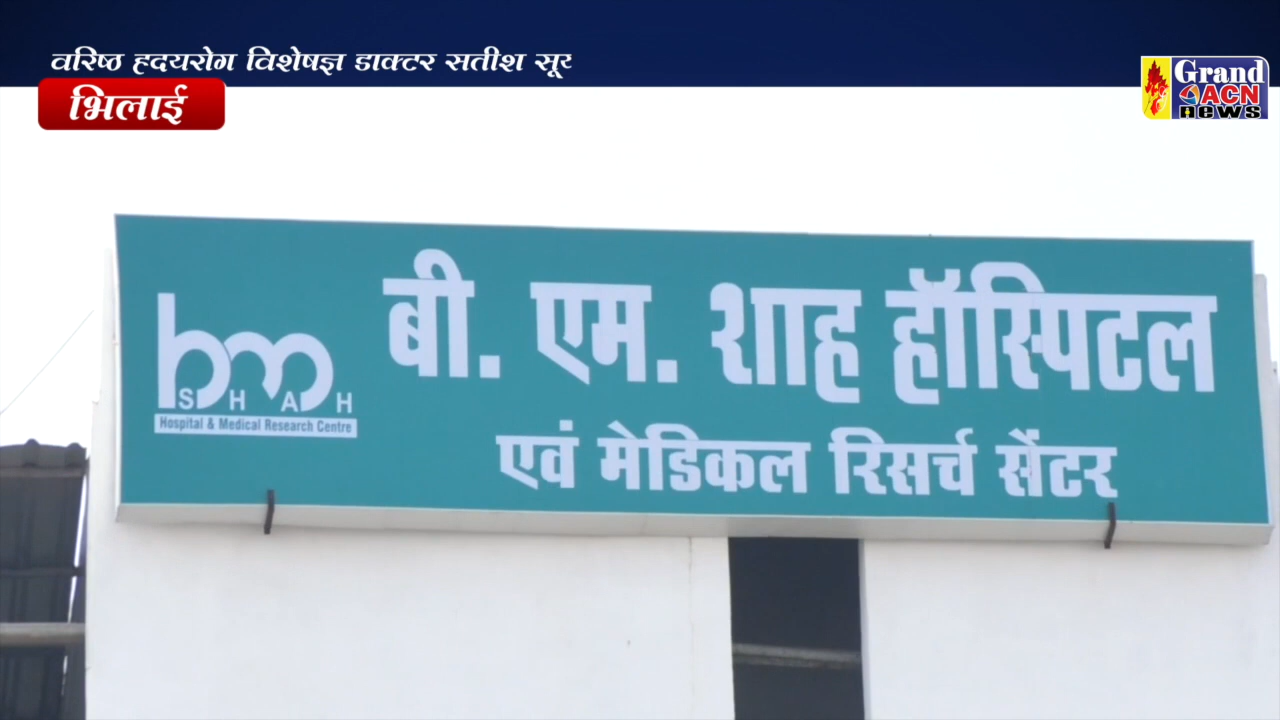 वरिष्ठ हृदयरोग विशेषज्ञ डाक्टर सतीश
भिलाई
Grand
ACN
news
बी. एम. शाह हॉस्पिटल
एवं मेडिकल रिसर्च सेंटर
bm
SHAH
Hospital & Medical Research Centre